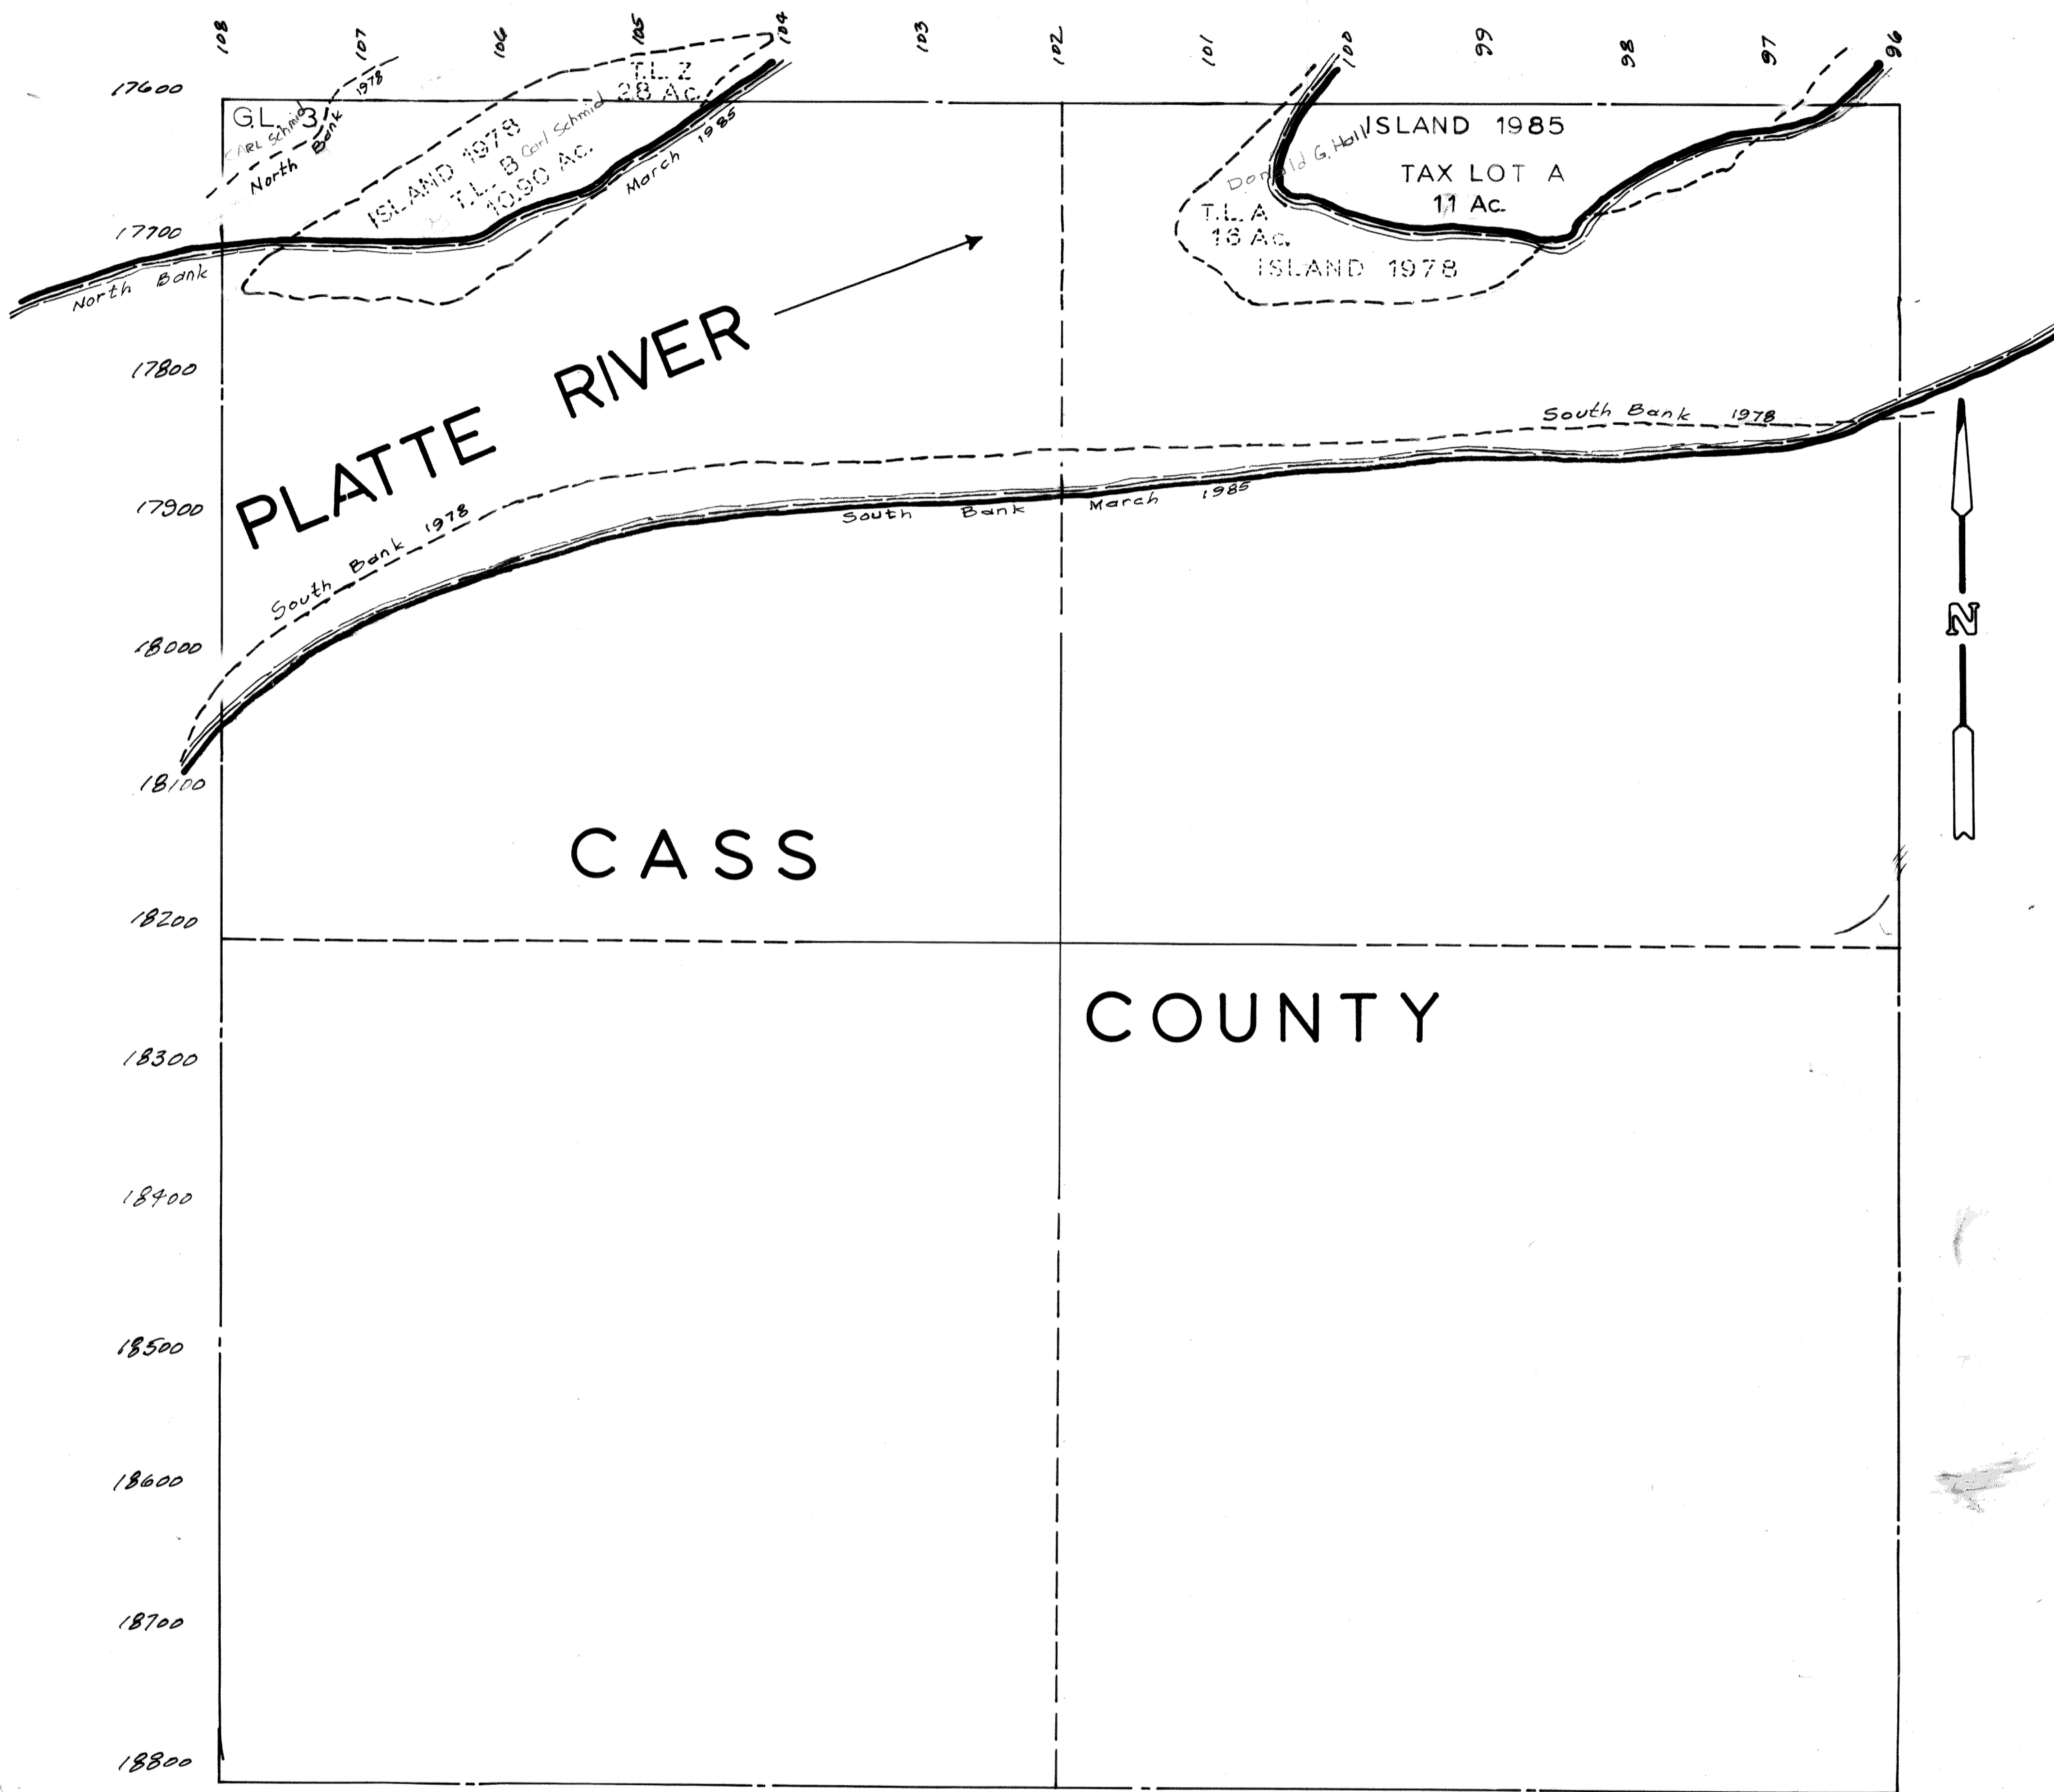 108
107
106
105
104
103
102
101
100
99
98
97
96
17600
17700
17800
17900
18000
18100
18200
18300
18400
18500
18600
18700
18800
G.L. 3
CARL Schmid
North Bank 1978
T.L. Z
28 Ac.
ISLAND 1978
T.L. B Carl Schmid
10.90 Ac.
March 1985
North Bank
Donald G. Hall
ISLAND 1985
TAX LOT A
11 Ac.
T.L. A
16 Ac.
ISLAND 1978
PLATTE RIVER
South Bank 1978
South Bank 1978
South Bank March 1985
N
CASS
COUNTY